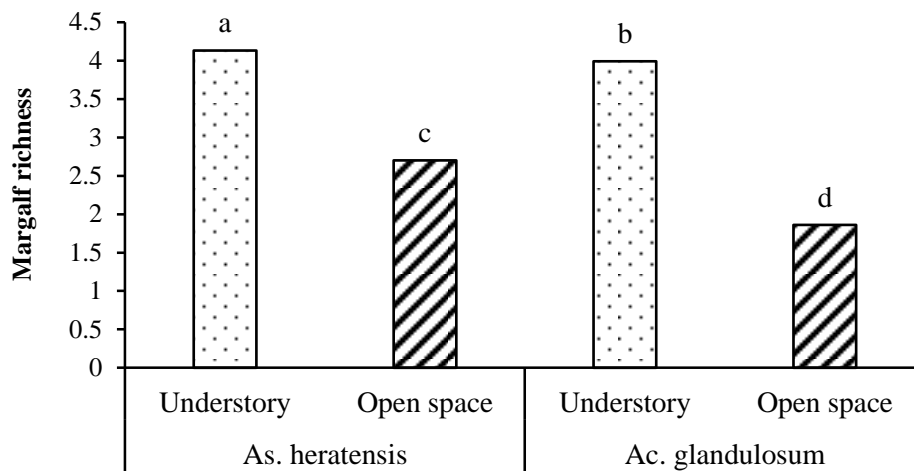 Margalf richness
4.5
4
3.5
3
2.5
2
1.5
1
0.5
0
a
b
c
d
Understory Open space Understory Open space
As. heratensis Ac. glandulosum